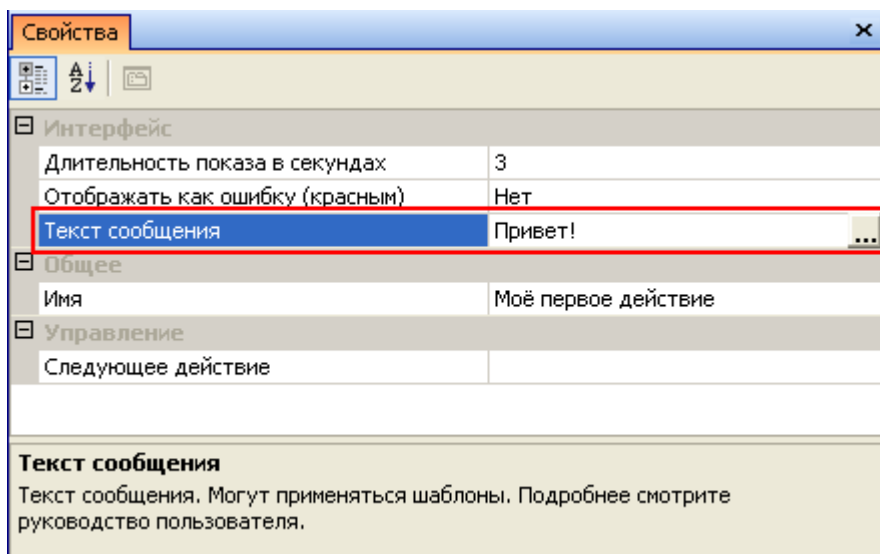 Свойства
Интерфейс
Длительность показа в секундах 3
Отображать как ошибку (красным) Нет
Текст сообщения Привет! ...
Общее
Имя Моё первое действие
Управление
Следующее действие
Текст сообщения
Текст сообщения. Могут применяться шаблоны. Подробнее смотрите
руководство пользователя.